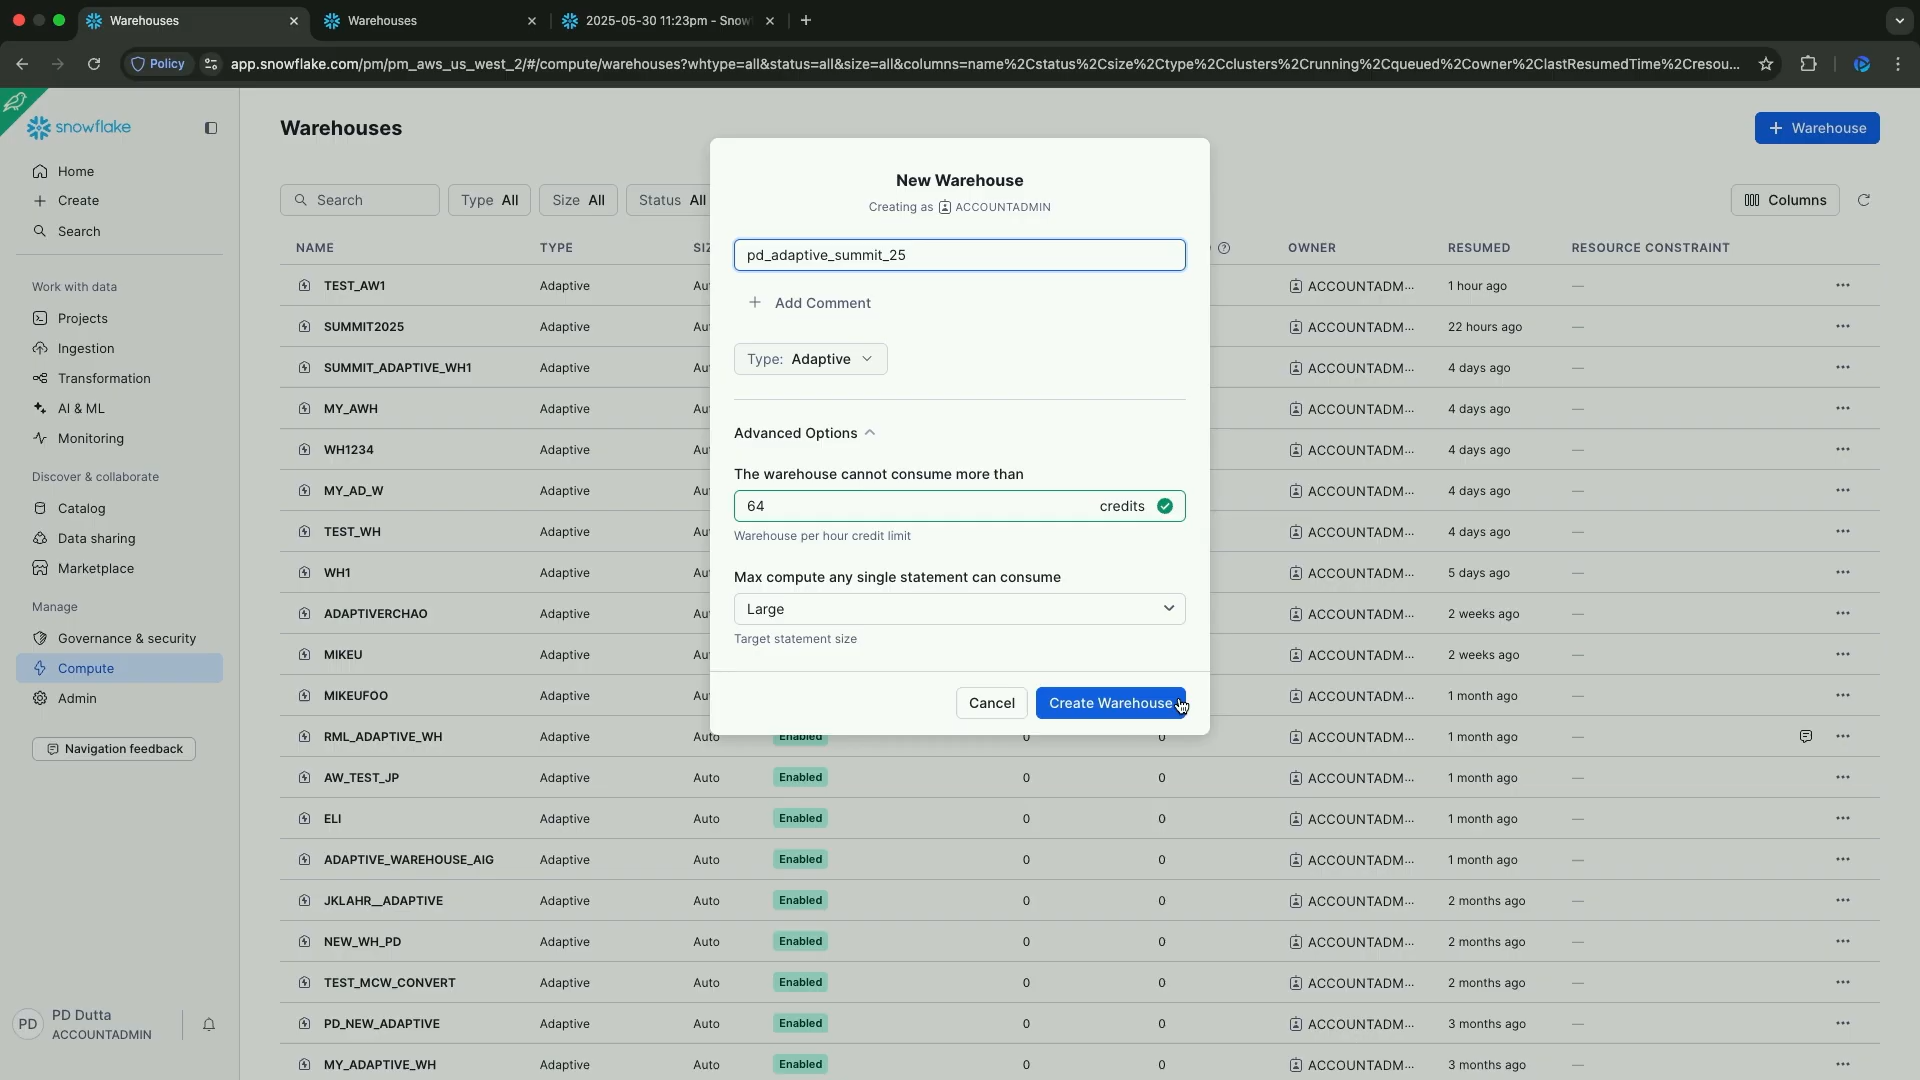 Warehouses
Warehouses
2025-05-30 11:23pm - Snow
Policy
app.snowflake.com/pm/pm_aws_us_west_2/#/compute/warehouses?whtype=all&status=all&size=all&columns=name%2Cstatus%2Csize%2Ctype%2Cclusters%2Crunning%2Cqueued%2Cowner%2ClastResumedTime%2Cresou...
snowflake
Home
Create
Search
Work with data
Projects
Ingestion
Transformation
AI & ML
Monitoring
Discover & collaborate
Catalog
Data sharing
Marketplace
Manage
Governance & security
Compute
Admin
Navigation feedback
PD
PD Dutta
ACCOUNTADMIN
Warehouses
+ Warehouse
Search
Type All
Size All
Status All
Columns
NAME TYPE SIZ OWNER RESUMED RESOURCE CONSTRAINT
TEST_AW1 Adaptive Au ACCOUNTADM... 1 hour ago —
SUMMIT2025 Adaptive Au ACCOUNTADM... 22 hours ago —
SUMMIT_ADAPTIVE_WH1 Adaptive Au ACCOUNTADM... 4 days ago —
MY_AWH Adaptive Au ACCOUNTADM... 4 days ago —
WH1234 Adaptive Au ACCOUNTADM... 4 days ago —
MY_AD_W Adaptive Au ACCOUNTADM... 4 days ago —
TEST_WH Adaptive Au ACCOUNTADM... 4 days ago —
WH1 Adaptive Au ACCOUNTADM... 5 days ago —
ADAPTIVERCHAO Adaptive Au ACCOUNTADM... 2 weeks ago —
MIKEU Adaptive Au ACCOUNTADM... 2 weeks ago —
MIKEUFOO Adaptive Au ACCOUNTADM... 1 month ago —
RML_ADAPTIVE_WH Adaptive Auto Enabled 0 0 ACCOUNTADM... 1 month ago —
AW_TEST_JP Adaptive Auto Enabled 0 0 ACCOUNTADM... 1 month ago —
ELI Adaptive Auto Enabled 0 0 ACCOUNTADM... 1 month ago —
ADAPTIVE_WAREHOUSE_AIG Adaptive Auto Enabled 0 0 ACCOUNTADM... 1 month ago —
JKLAHR__ADAPTIVE Adaptive Auto Enabled 0 0 ACCOUNTADM... 2 months ago —
NEW_WH_PD Adaptive Auto Enabled 0 0 ACCOUNTADM... 2 months ago —
TEST_MCW_CONVERT Adaptive Auto Enabled 0 0 ACCOUNTADM... 2 months ago —
PD_NEW_ADAPTIVE Adaptive Auto Enabled 0 0 ACCOUNTADM... 3 months ago —
MY_ADAPTIVE_WH Adaptive Auto Enabled 0 0 ACCOUNTADM... 3 months ago —
New Warehouse
Creating as ACCOUNTADMIN
pd_adaptive_summit_25
+ Add Comment
Type: Adaptive
Advanced Options
The warehouse cannot consume more than
64 credits
Warehouse per hour credit limit
Max compute any single statement can consume
Large
Target statement size
Cancel
Create Warehouse